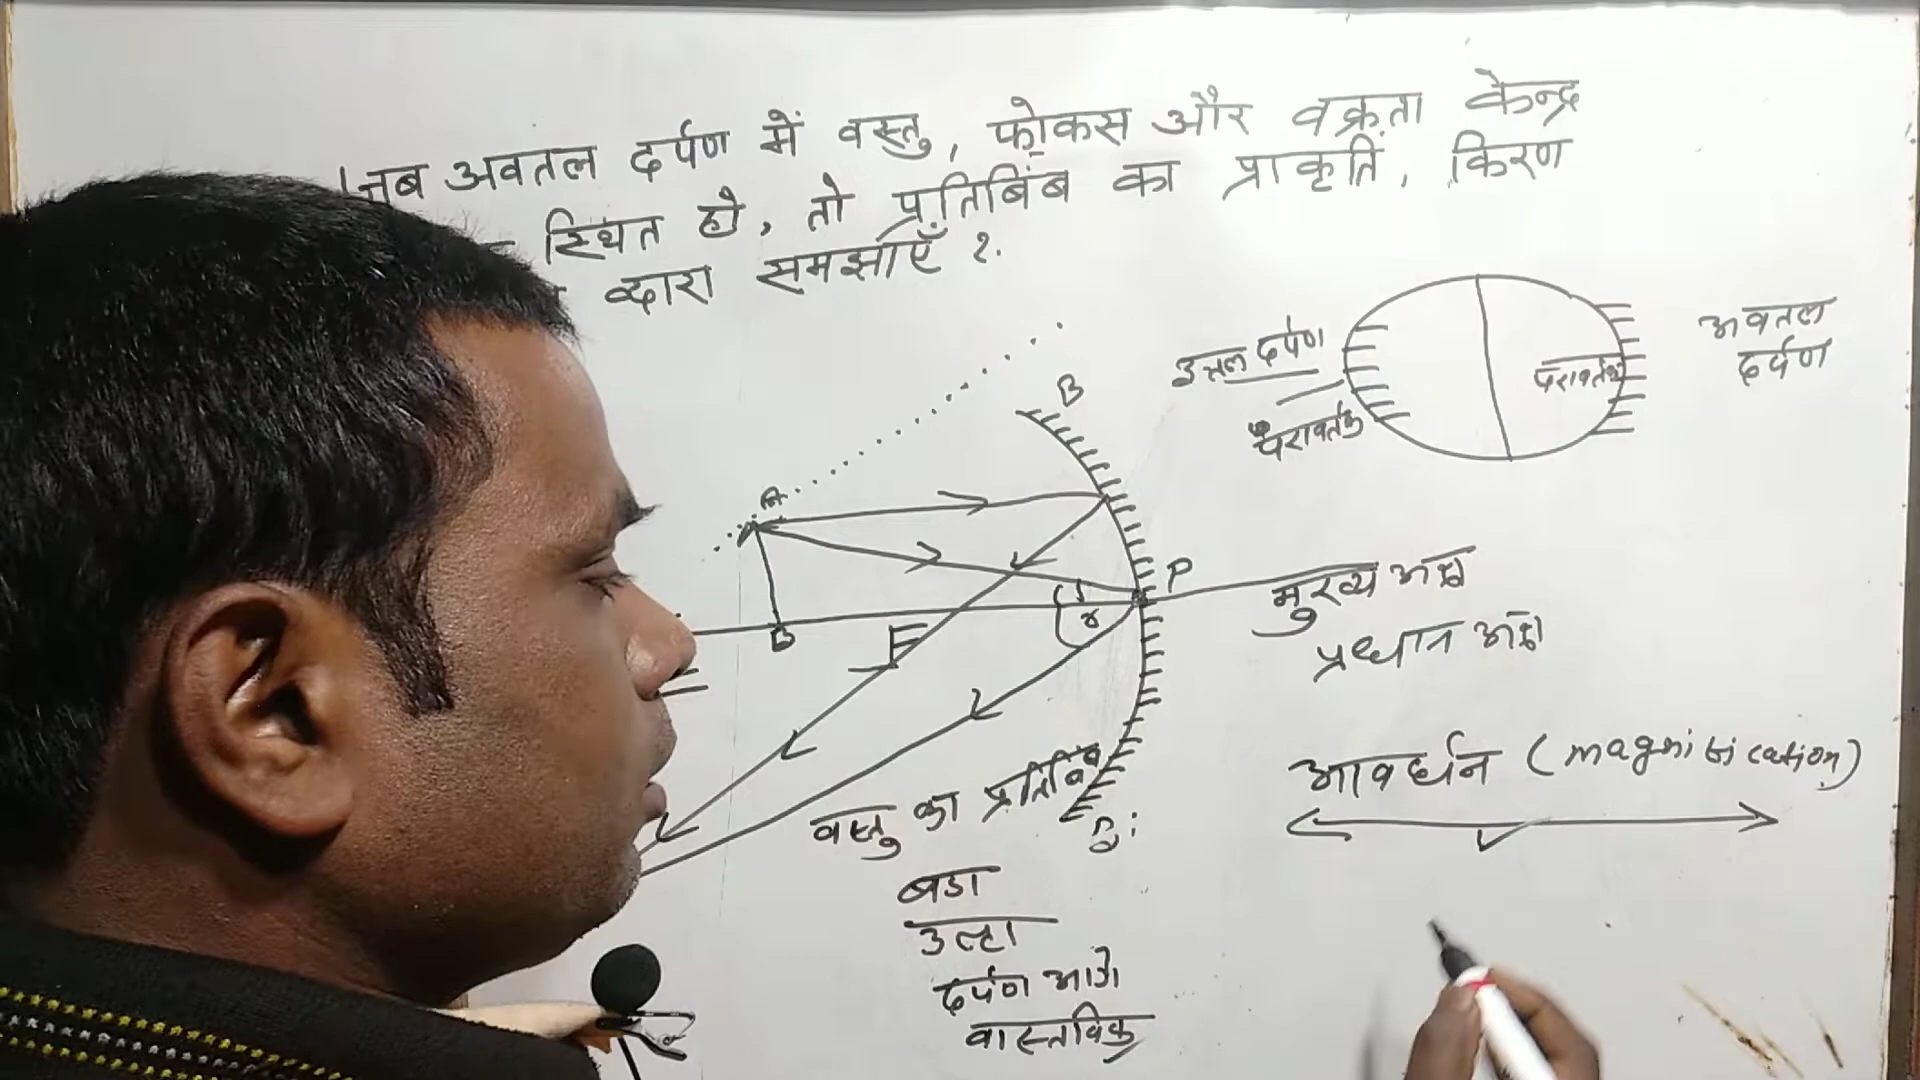 जब अवतल दर्पण में वस्तु, फोकस और वक्रता केन्द्र
स्थित हो, तो प्रतिबिंब का प्राकृति, किरण
द्वारा समझाएँ ?.
उत्तल दर्पण
परावर्तक
परावर्तक
अवतल
दर्पण
B
P
B
F
r
मुख्य अक्ष
प्रधान अक्ष
आवर्धन (magnification)
वस्तु का प्रतिबिंब
B'
बडा
उल्टा
दर्पण आगे
वास्तविक